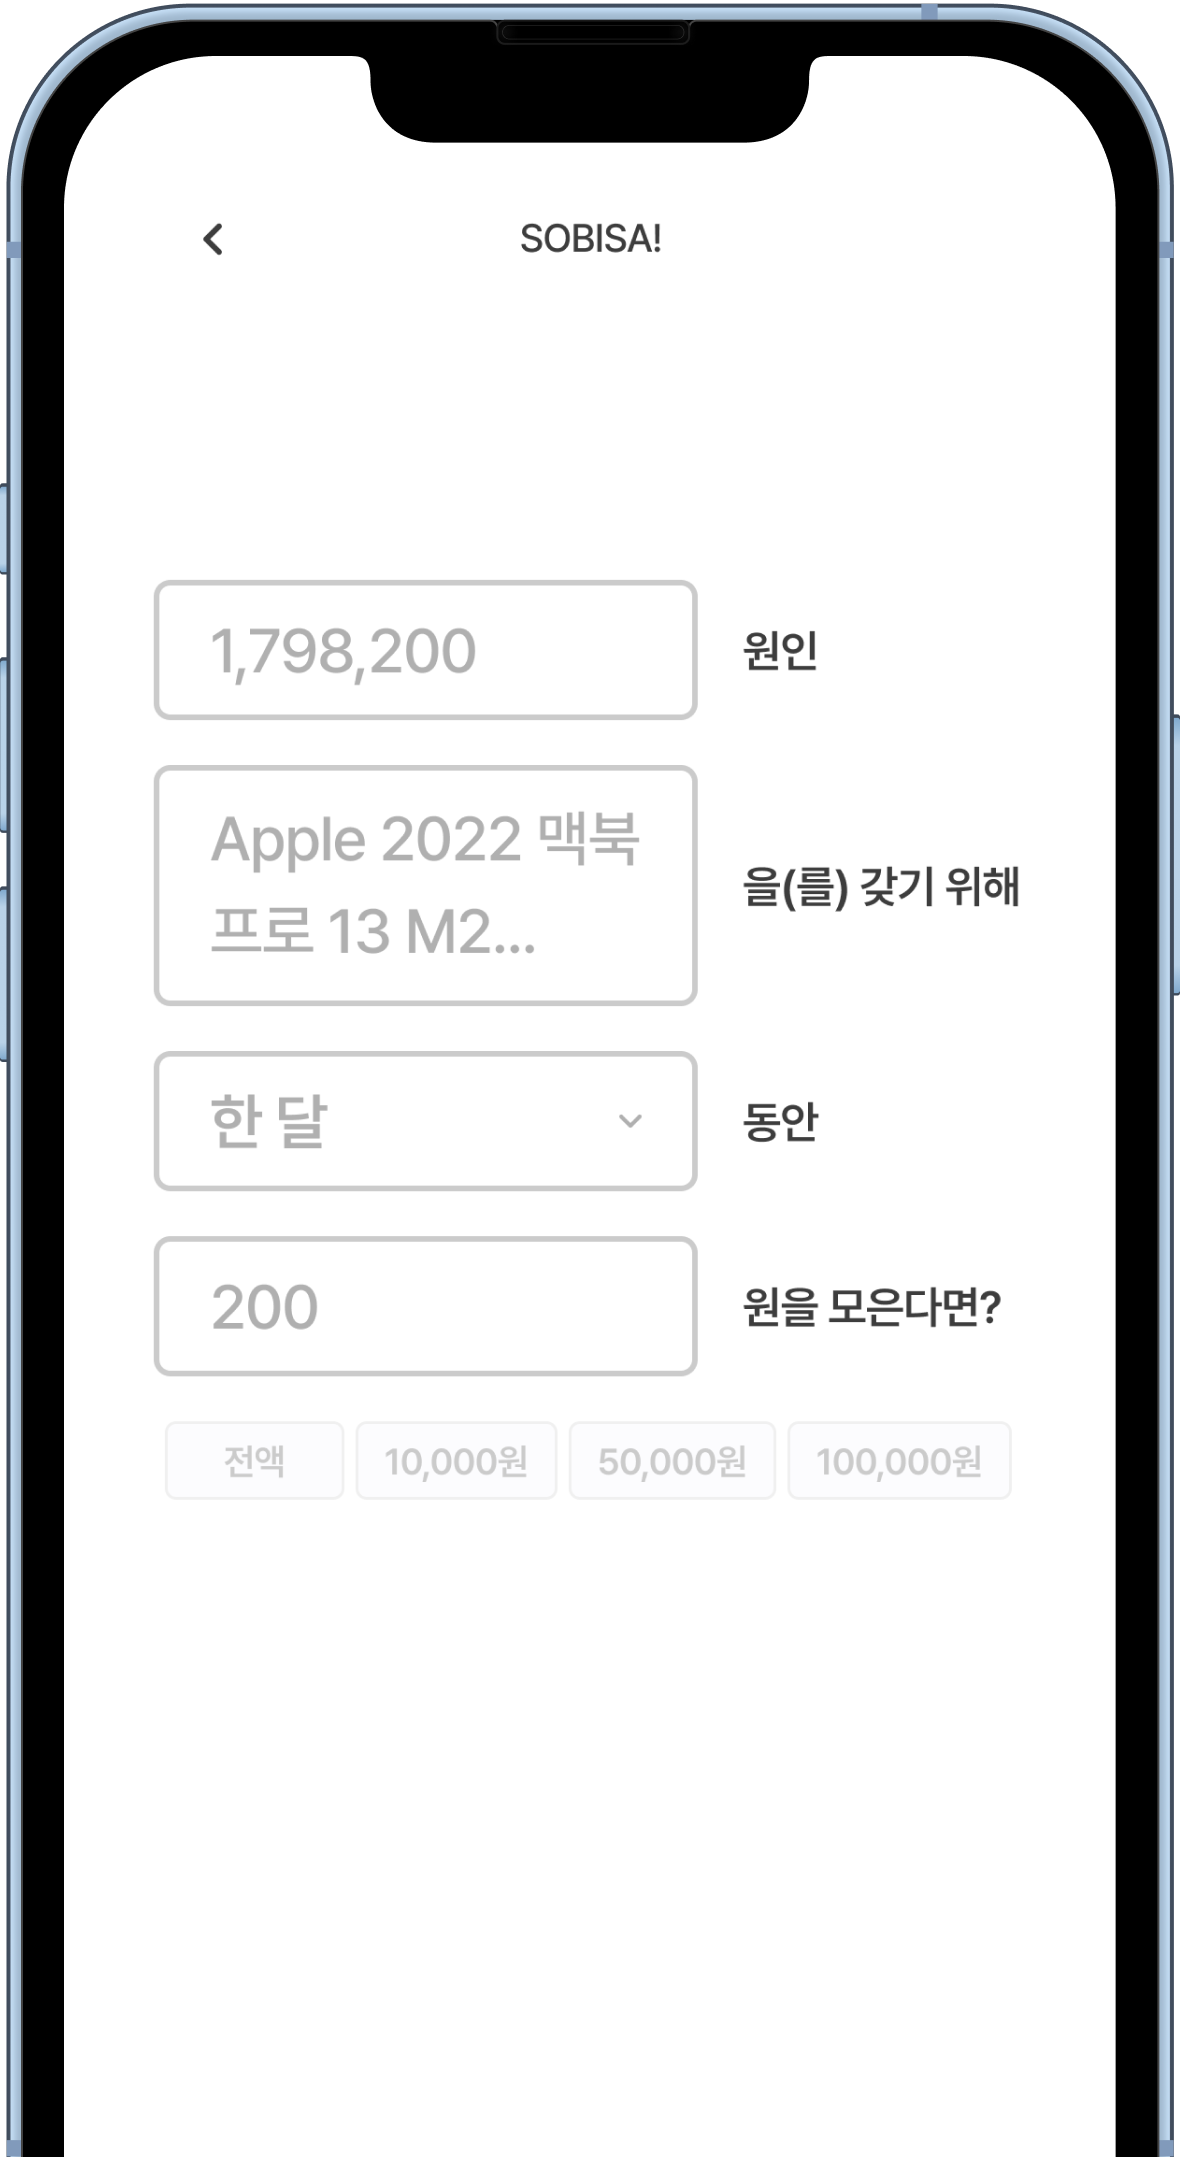 SOBISA!
1,798,200
원인
Apple 2022 맥북
프로 13 M2...
을(를) 갖기 위해
한 달
동안
200
원을 모은다면?
전액
10,000원
50,000원
100,000원